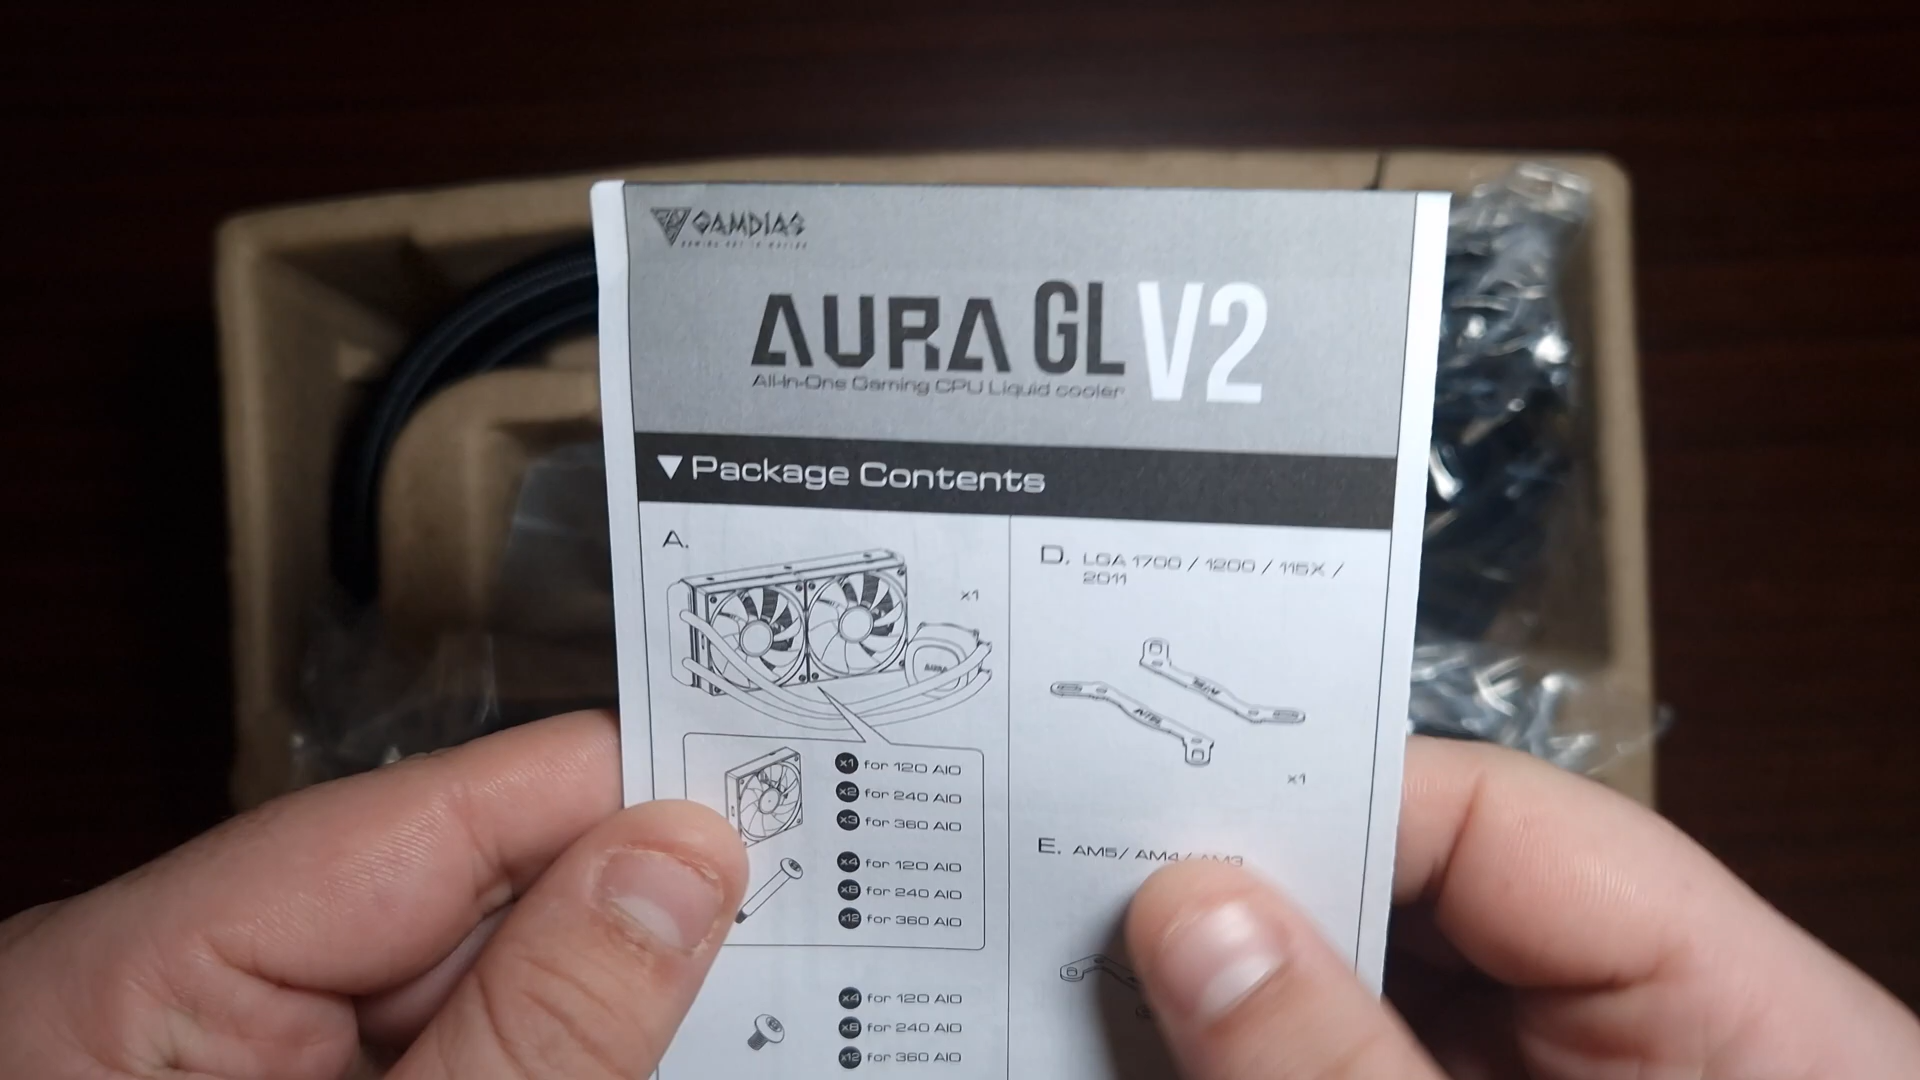 GAMDIAS
AURA GL V2
All-In-One Gaming CPU Liquid cooler
▼ Package Contents
A.
x1
x1 for 120 AIO
x2 for 240 AIO
x3 for 360 AIO
x4 for 120 AIO
x8 for 240 AIO
x12 for 360 AIO
x4 for 120 AIO
x8 for 240 AIO
x12 for 360 AIO
D. LGA 1700 / 1200 / 115X /
2011
INTEL
INTEL
x1
E. AM5/ AM4/ AM3